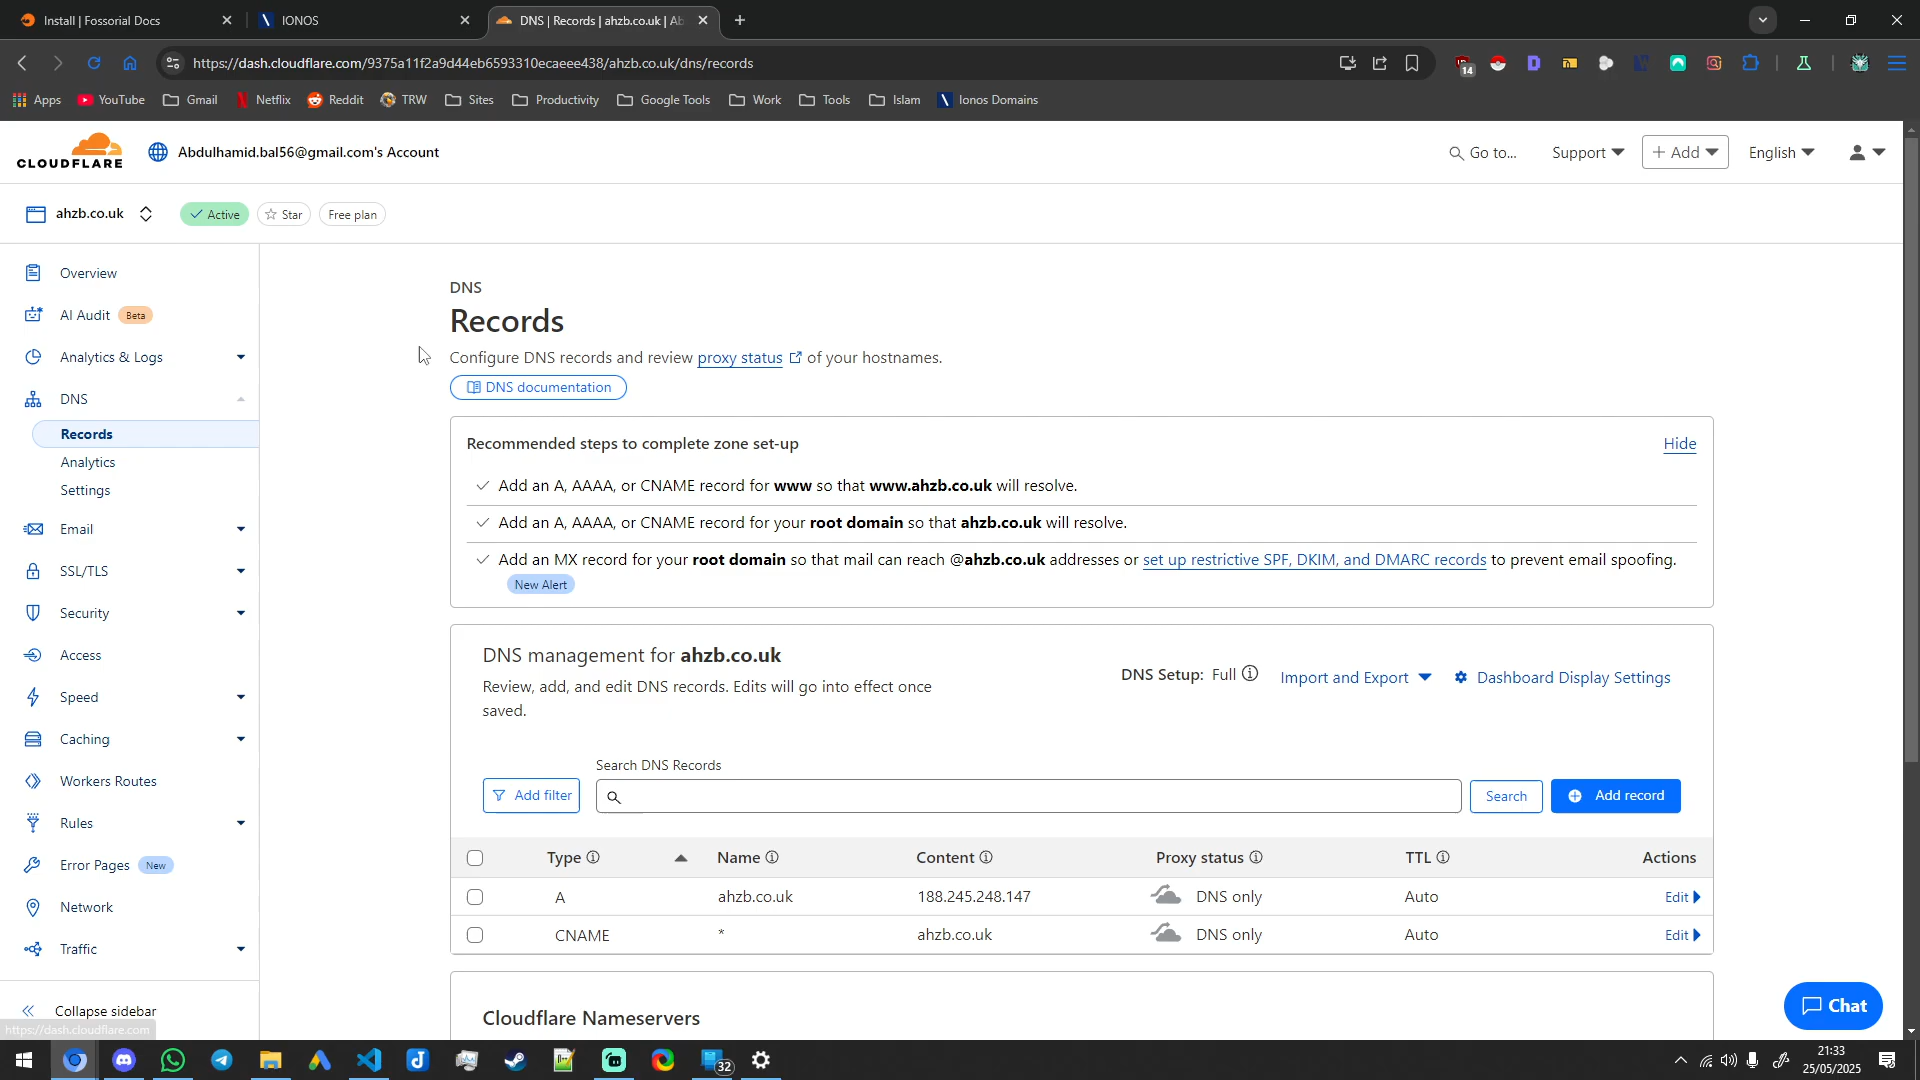 Install | Fossorial Docs
IONOS
DNS | Records | ahzb.co.uk | Ab
https://dash.cloudflare.com/9375a11f2a9d44eb6593310ecaeee438/ahzb.co.uk/dns/records
14
Apps
YouTube
Gmail
Netflix
Reddit
TRW
Sites
Productivity
Google Tools
Work
Tools
Islam
Ionos Domains
CLOUDFLARE
Abdulhamid.bal56@gmail.com's Account
Go to...
Support
Add
English
ahzb.co.uk
Active
Star
Free plan
Overview
AI Audit Beta
Analytics & Logs
DNS
Records
Analytics
Settings
Email
SSL/TLS
Security
Access
Speed
Caching
Workers Routes
Rules
Error Pages New
Network
Traffic
Collapse sidebar
https://dash.cloudflare.com
DNS
Records
Configure DNS records and review proxy status of your hostnames.
DNS documentation
Recommended steps to complete zone set-up
Hide
Add an A, AAAA, or CNAME record for www so that www.ahzb.co.uk will resolve.
Add an A, AAAA, or CNAME record for your root domain so that ahzb.co.uk will resolve.
Add an MX record for your root domain so that mail can reach @ahzb.co.uk addresses or set up restrictive SPF, DKIM, and DMARC records to prevent email spoofing.
New Alert
DNS management for ahzb.co.uk
Review, add, and edit DNS records. Edits will go into effect once
saved.
DNS Setup: Full
Import and Export
Dashboard Display Settings
Search DNS Records
Add filter
Search
Add record
Type Name Content Proxy status TTL Actions
A ahzb.co.uk 188.245.248.147 DNS only Auto Edit
CNAME * ahzb.co.uk DNS only Auto Edit
Cloudflare Nameservers
Chat
32
21:33
25/05/2025